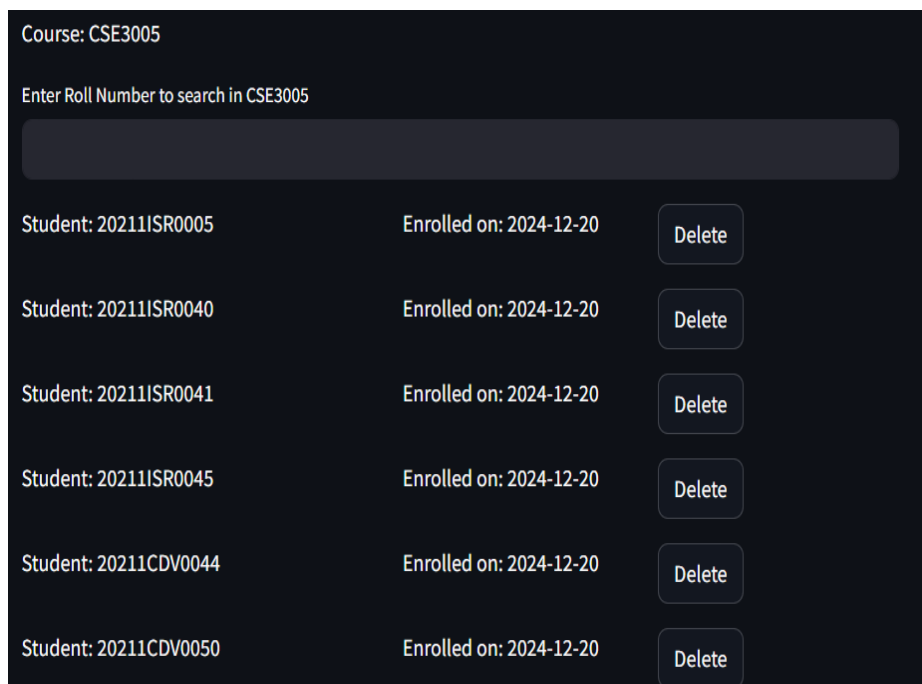 Course: CSE3005
Enter Roll Number to search in CSE3005
Student: 20211ISR0005 Enrolled on: 2024-12-20 Delete
Student: 20211ISR0040 Enrolled on: 2024-12-20 Delete
Student: 20211ISR0041 Enrolled on: 2024-12-20 Delete
Student: 20211ISR0045 Enrolled on: 2024-12-20 Delete
Student: 20211CDV0044 Enrolled on: 2024-12-20 Delete
Student: 20211CDV0050 Enrolled on: 2024-12-20 Delete